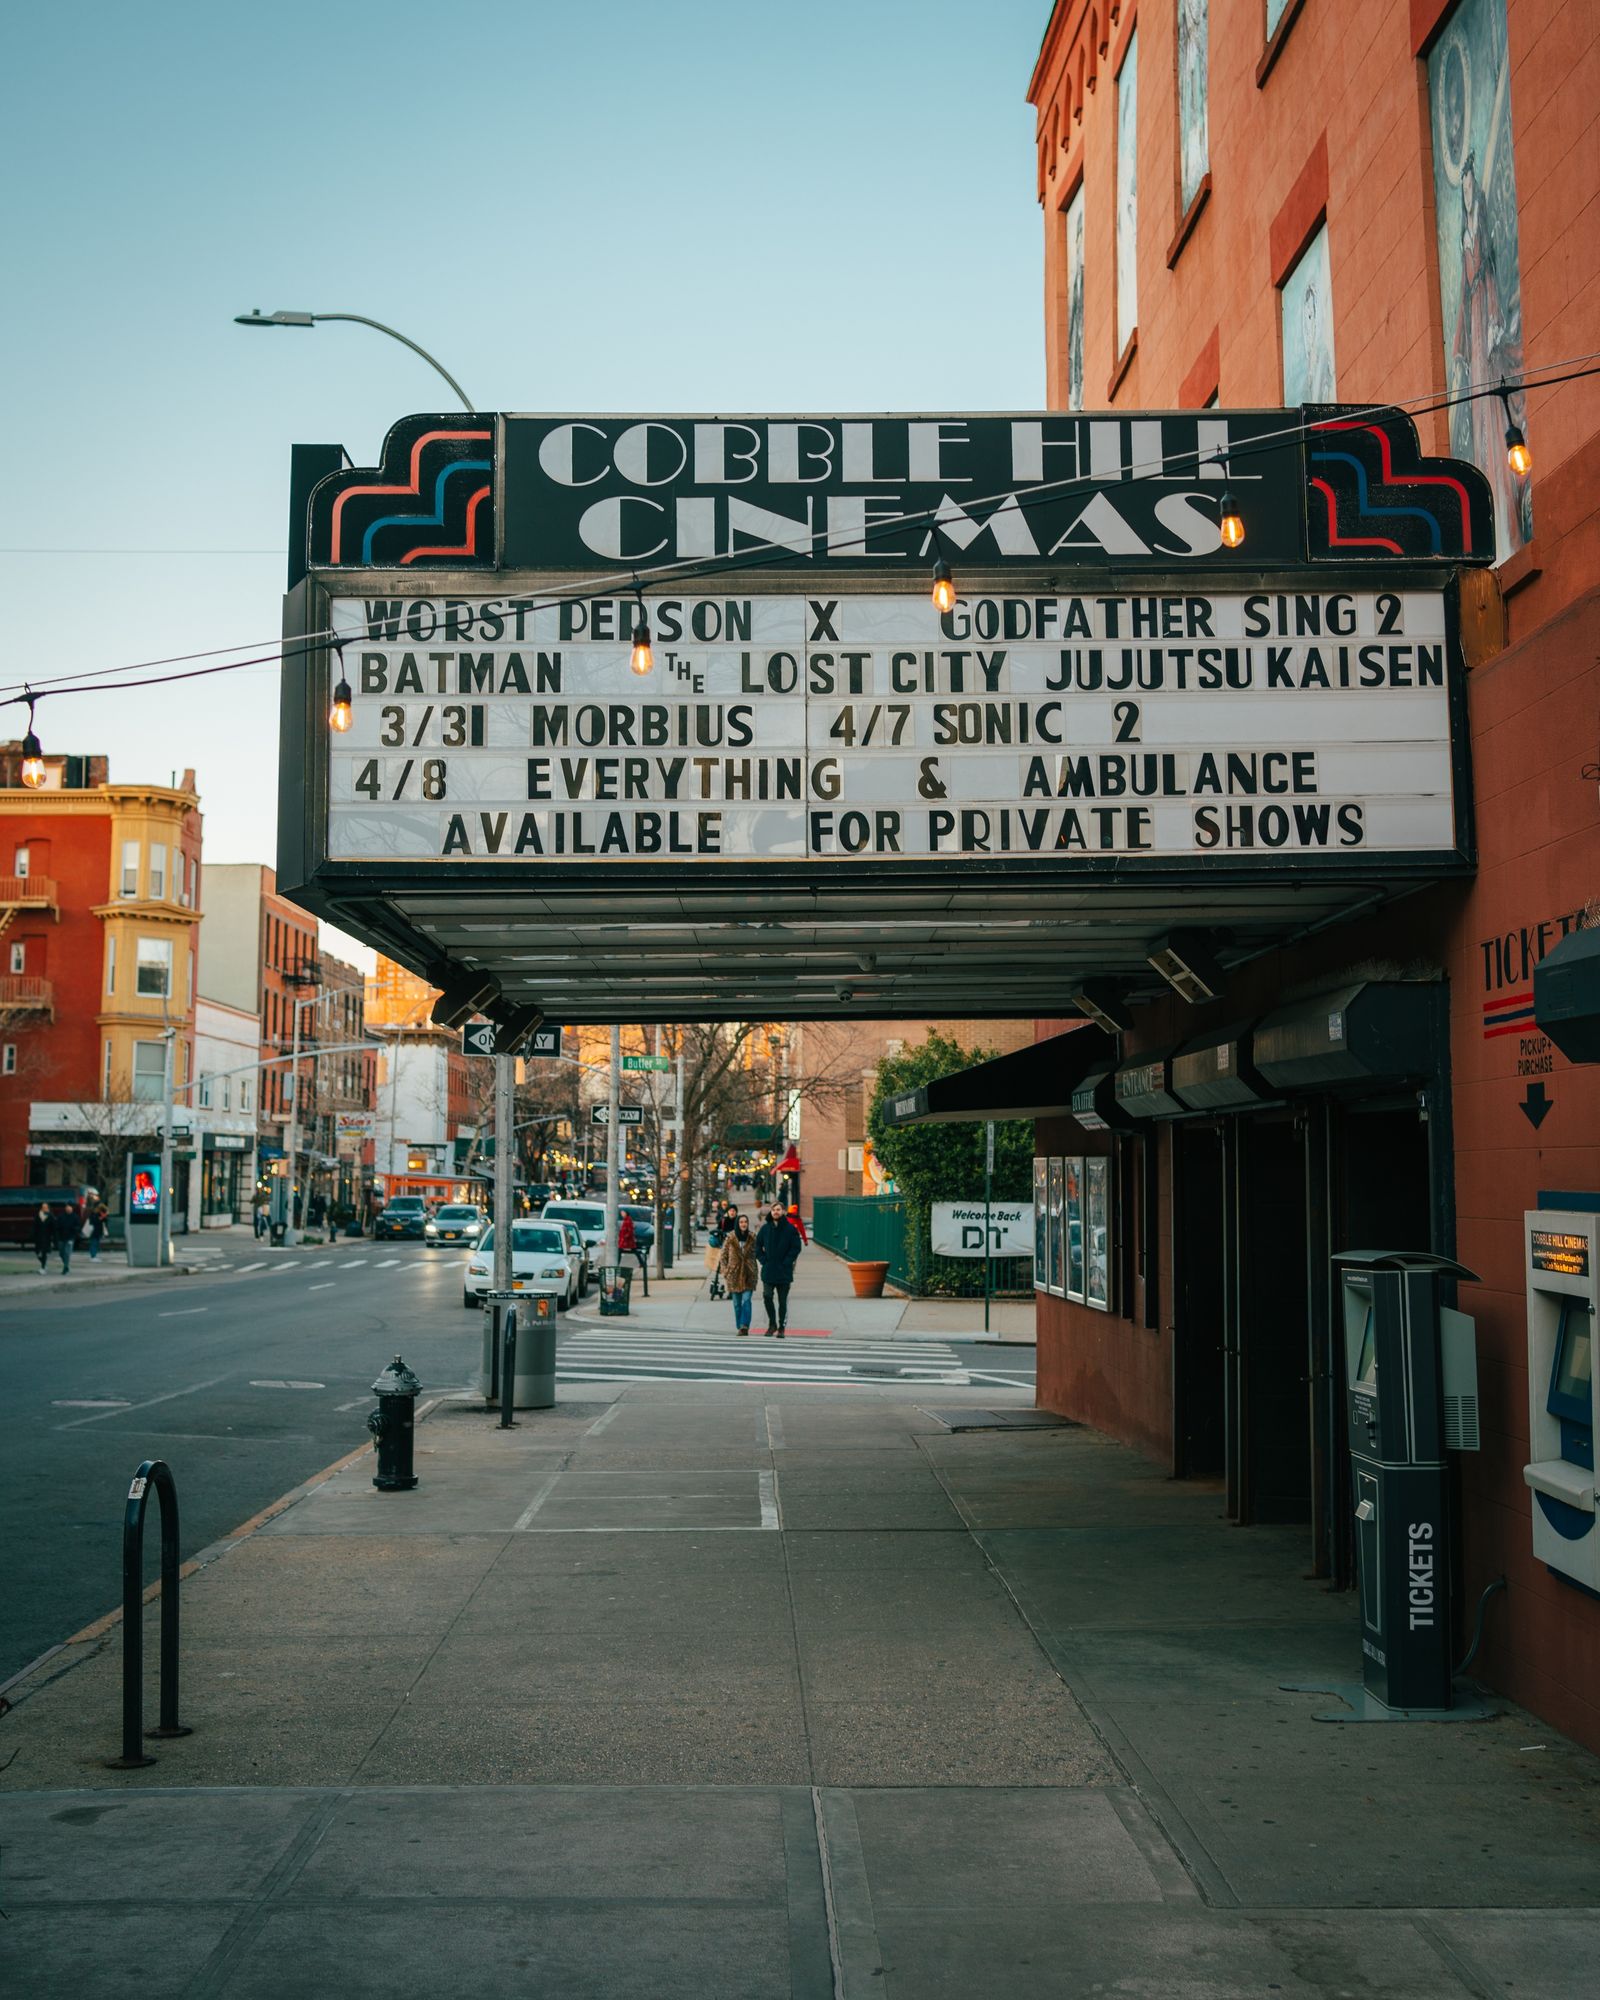 COBBLE HILL
CINEMAS
WORST PERSON X GODFATHER SING 2
BATMAN THE LOST CITY JUJUTSU KAISEN
3/31 MORBIUS 4/7 SONIC 2
4/8 EVERYTHING & AMBULANCE
AVAILABLE FOR PRIVATE SHOWS
TICKETS
PICKUP +
PURCHASE
ONE WAY
Butler St
ONE WAY
ENTRANCE
Welcome Back
COBBLE HILL CINEMAS
TICKETS